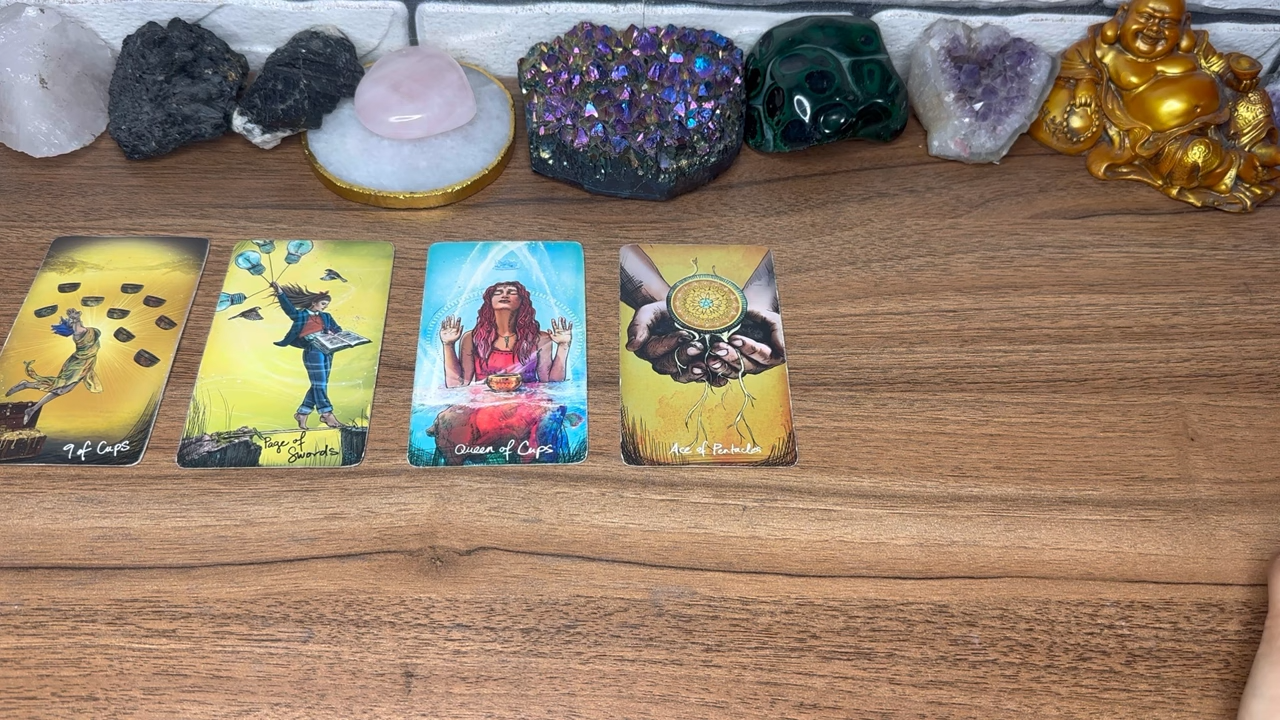 9 of Cups
Page of
Swords
Queen of Cups
Ace of Pentacles